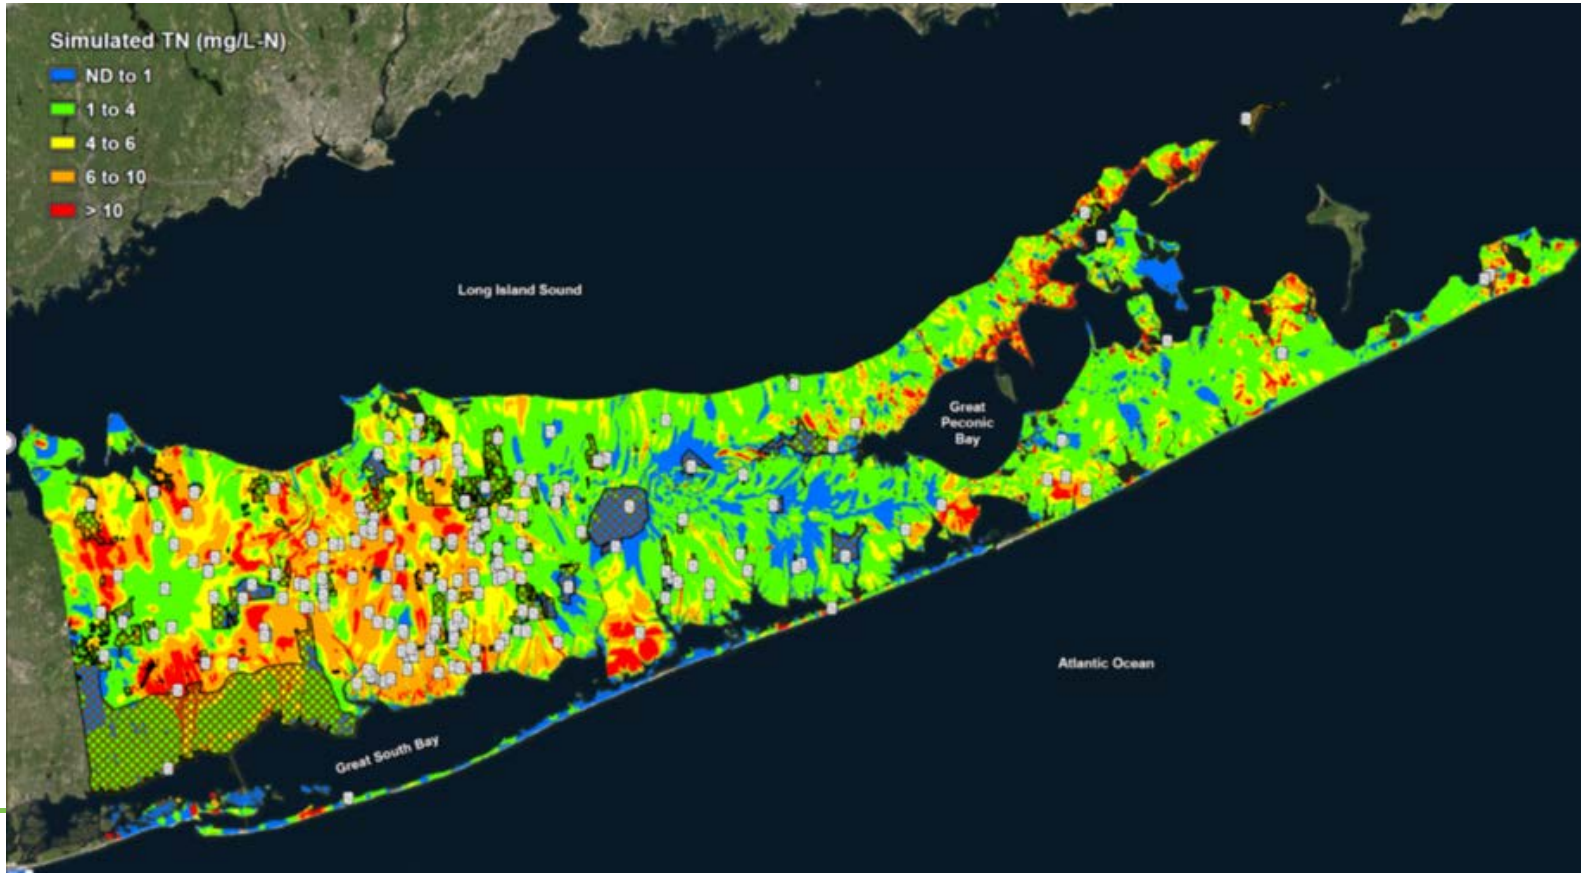 Simulated TN (mg/L-N)
ND to 1
1 to 4
4 to 6
6 to 10
> 10
Long Island Sound
Great
Peconic
Bay
Atlantic Ocean
Great South Bay